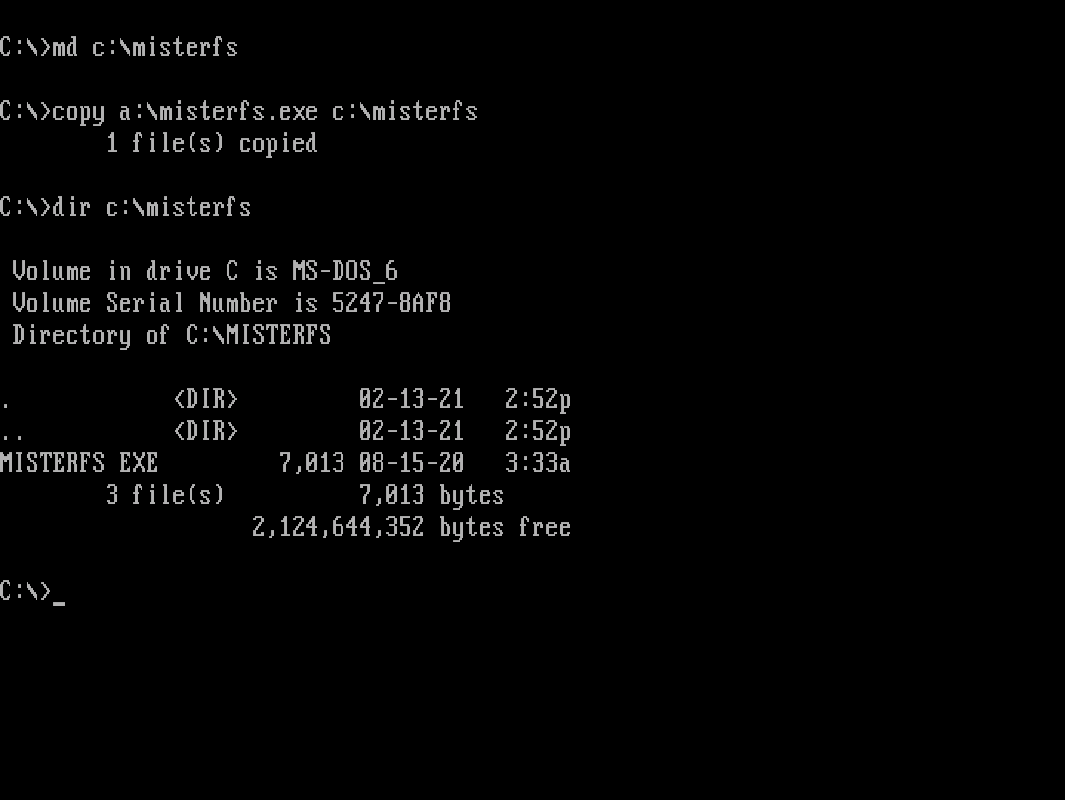 C:\>md c:\misterfs
C:\>copy a:\misterfs.exe c:\misterfs
        1 file(s) copied
C:\>dir c:\misterfs
 Volume in drive C is MS-DOS_6
 Volume Serial Number is 5247-8AF8
 Directory of C:\MISTERFS
.            <DIR>         02-13-21   2:52p
..           <DIR>         02-13-21   2:52p
MISTERFS EXE         7,013 08-15-20   3:33a
        3 file(s)          7,013 bytes
                   2,124,644,352 bytes free
C:\>_